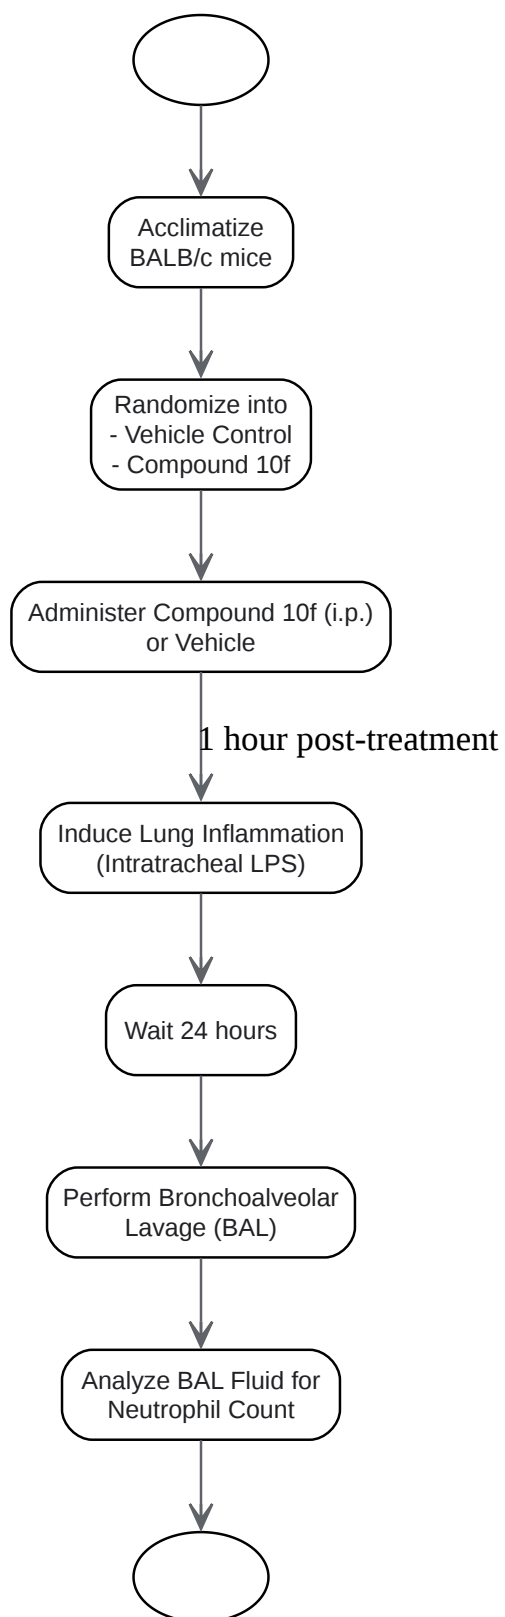 Acclimatize
BALB/c mice
Randomize into
- Vehicle Control
- Compound 10f
Administer Compound 10f (i.p.)
or Vehicle
1 hour post-treatment
Induce Lung Inflammation
(Intratracheal LPS)
Wait 24 hours
Perform Bronchoalveolar
Lavage (BAL)
Analyze BAL Fluid for
Neutrophil Count